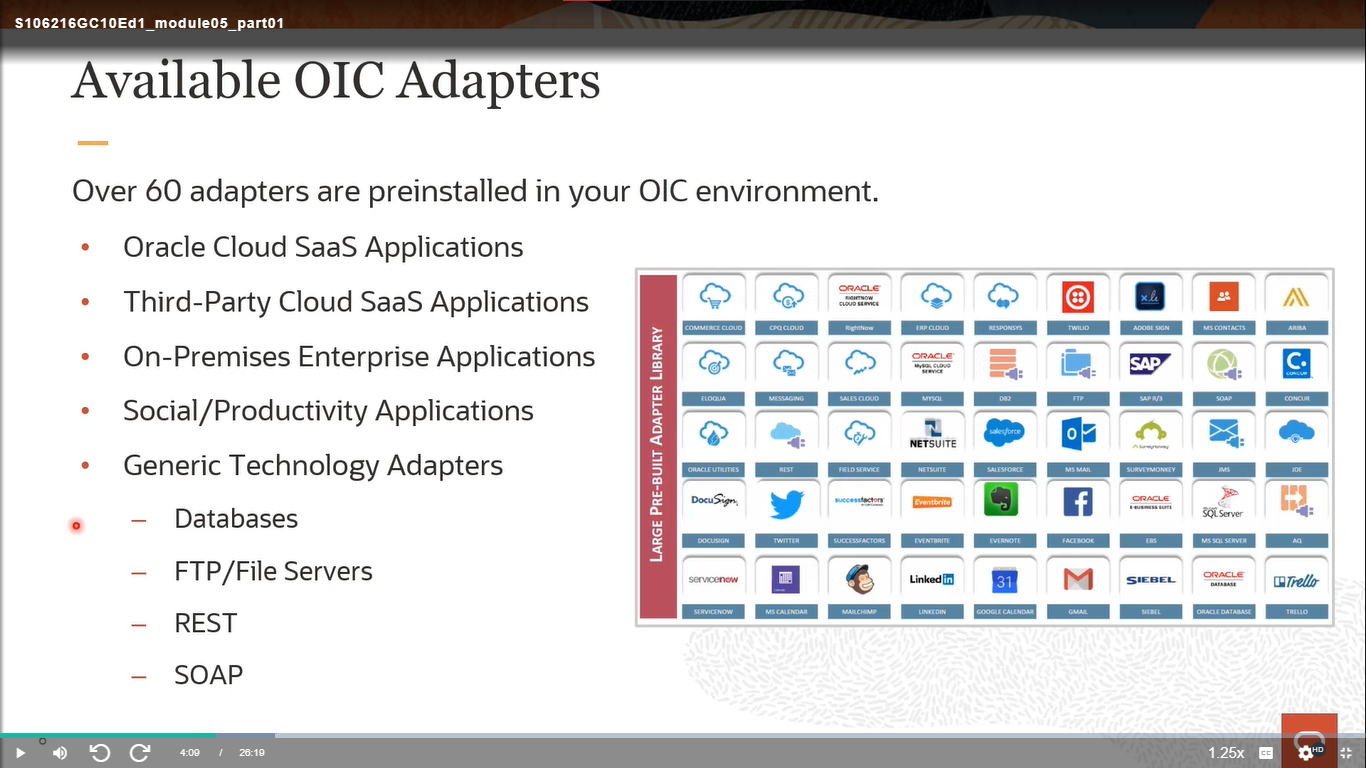 S106216GC10Ed1_module05_part01
Available OIC Adapters
Over 60 adapters are preinstalled in your OIC environment.
• Oracle Cloud SaaS Applications
• Third-Party Cloud SaaS Applications
• On-Premises Enterprise Applications
• Social/Productivity Applications
• Generic Technology Adapters
– Databases
– FTP/File Servers
– REST
– SOAP
LARGE PRE-BUILT ADAPTER LIBRARY
ORACLE RIGHTNOW CLOUD SERVICE
COMMERCE CLOUD CPQ CLOUD RightNow ERP CLOUD RESPONSYS TWILIO ADOBE SIGN MS CONTACTS ARIBA
ORACLE MySQL CLOUD SERVICE SAP C. CONCUR
ELOQUA MESSAGING SALES CLOUD MYSQL DB2 FTP SAP R/3 SOAP CONCUR
N NETSUITE salesforce O SurveyMonkey
ORACLE UTILITIES REST FIELD SERVICE NETSUITE SALESFORCE MS MAIL SURVEYMONKEY JMS JDE
DocuSign successfactors Eventbrite f ORACLE E-BUSINESS SUITE Microsoft SQL Server
DOCUSIGN TWITTER SUCCESSFACTORS EVENTBRITE EVERNOTE FACEBOOK EBS MS SQL SERVER AQ
servicenow Linked in 31 M SIEBEL ORACLE DATABASE Trello
SERVICENOW MS CALENDAR MAILCHIMP LINKEDIN GOOGLE CALENDAR GMAIL SIEBEL ORACLE DATABASE TRELLO
4:09 / 26:19 1.25x CC HD